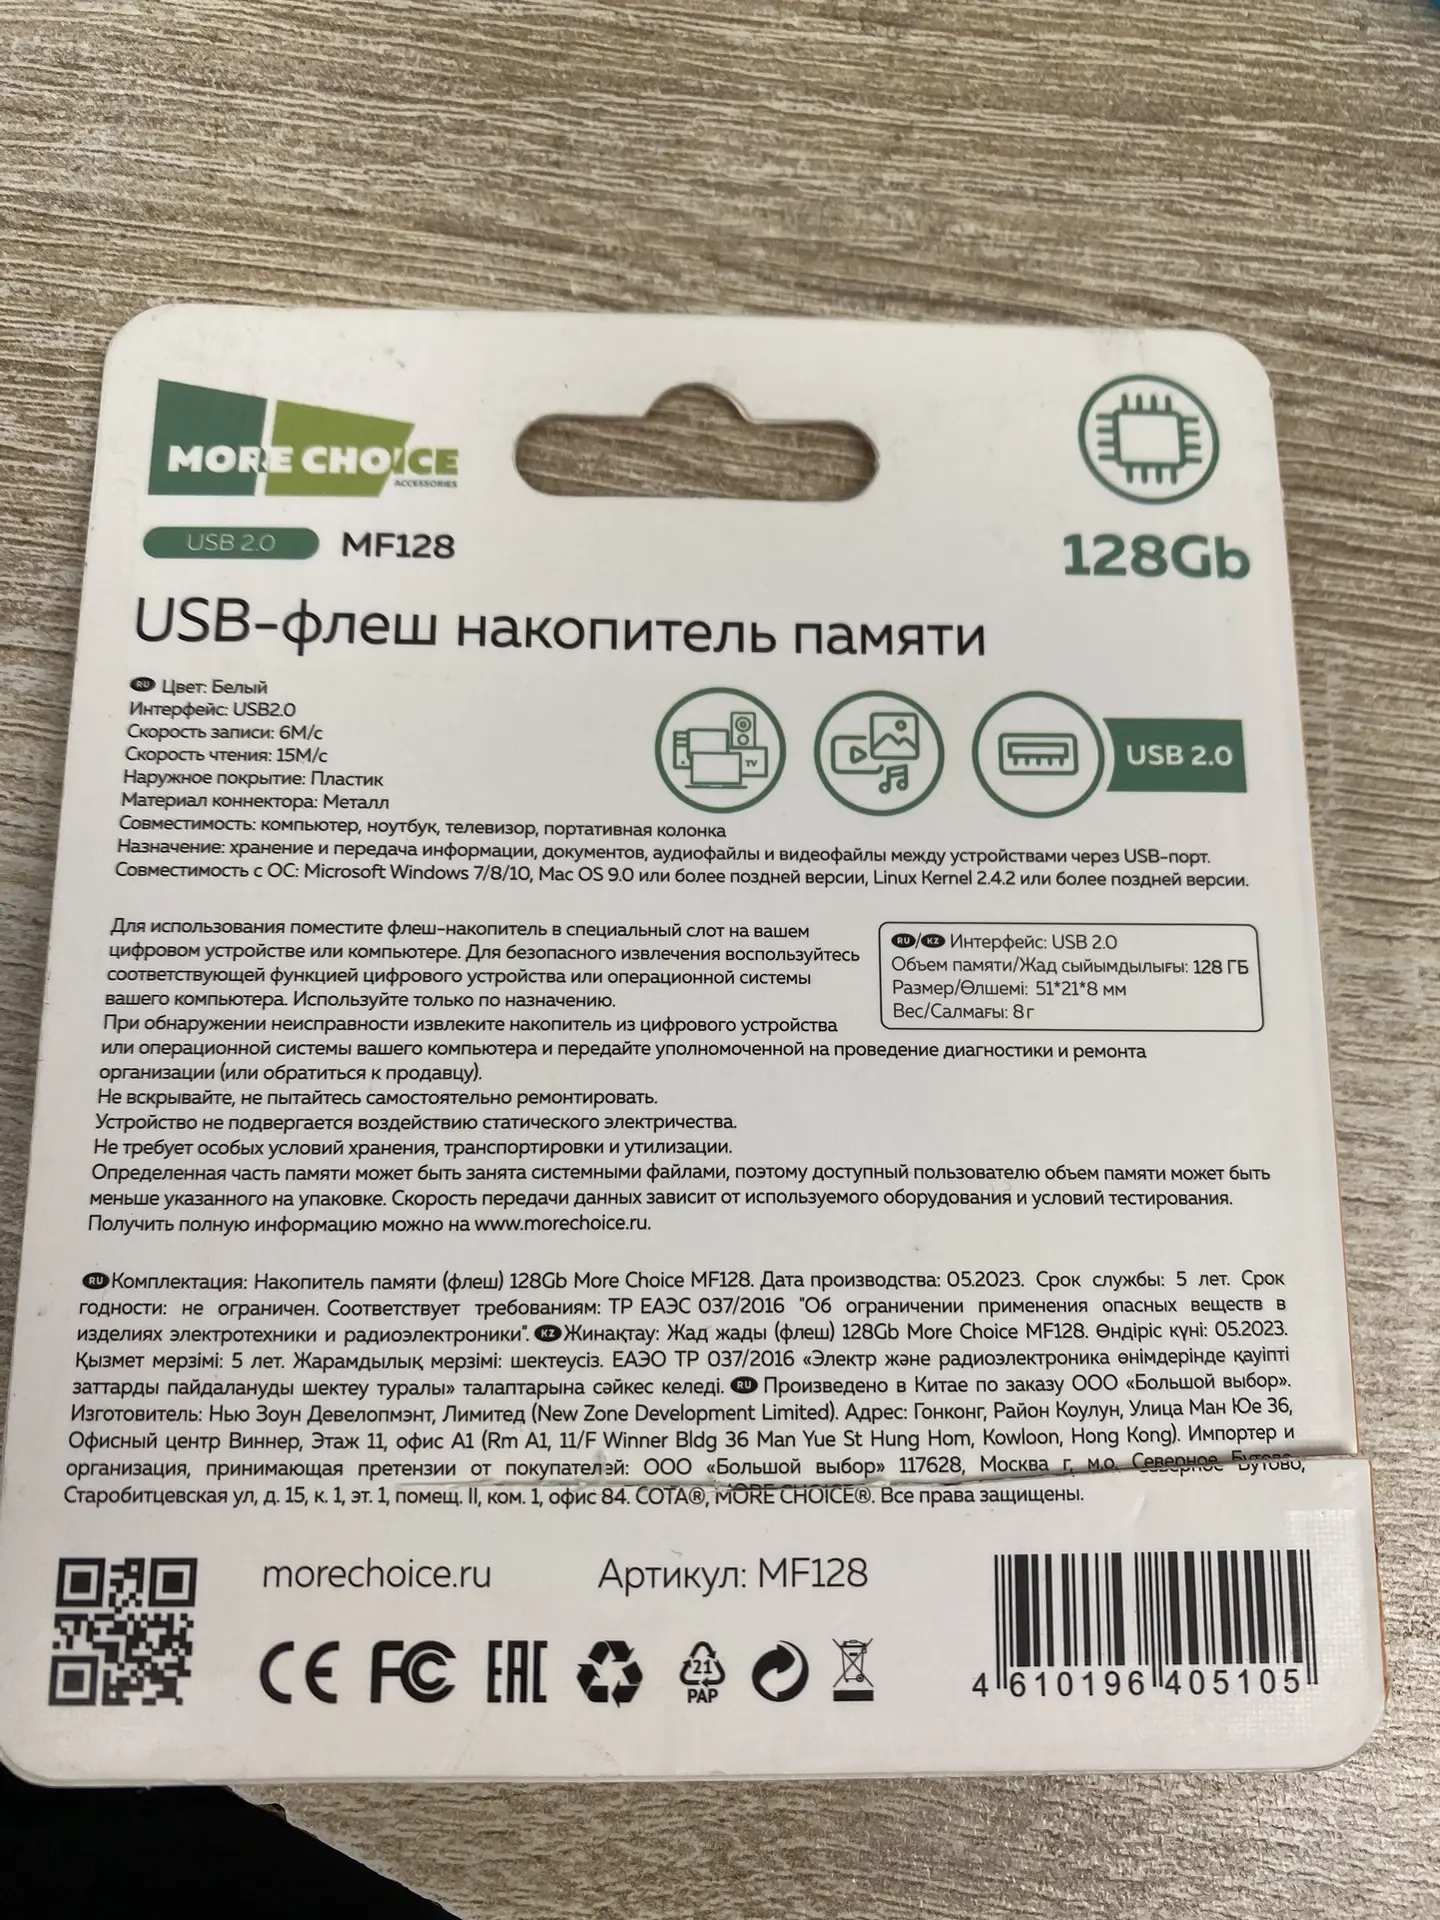 MORE CHOICE
ACCESSORIES
USB 2.0 MF128
128Gb
USB-флеш накопитель памяти
RU Цвет: Белый
Интерфейс: USB2.0
Скорость записи: 6М/с
Скорость чтения: 15М/с
Наружное покрытие: Пластик
Материал коннектора: Металл
TV
USB 2.0
Совместимость: компьютер, ноутбук, телевизор, портативная колонка
Назначение: хранение и передача информации, документов, аудиофайлы и видеофайлы между устройствами через USB-порт.
Совместимость с ОС: Microsoft Windows 7/8/10, Mac OS 9.0 или более поздней версии, Linux Kernel 2.4.2 или более поздней версии.
Для использования поместите флеш-накопитель в специальный слот на вашем
цифровом устройстве или компьютере. Для безопасного извлечения воспользуйтесь
соответствующей функцией цифрового устройства или операционной системы
вашего компьютера. Используйте только по назначению.
При обнаружении неисправности извлеките накопитель из цифрового устройства
или операционной системы вашего компьютера и передайте уполномоченной на проведение диагностики и ремонта
организации (или обратиться к продавцу).
Не вскрывайте, не пытайтесь самостоятельно ремонтировать.
Устройство не подвергается воздействию статического электричества.
Не требует особых условий хранения, транспортировки и утилизации.
Определенная часть памяти может быть занята системными файлами, поэтому доступный пользователю объем памяти может быть
меньше указанного на упаковке. Скорость передачи данных зависит от используемого оборудования и условий тестирования.
Получить полную информацию можно на www.morechoice.ru.
RU/KZ Интерфейс: USB 2.0
Объем памяти/Жад сыйымдылығы: 128 ГБ
Размер/Өлшемі: 51*21*8 мм
Вес/Салмағы: 8 г
RU Комплектация: Накопитель памяти (флеш) 128Gb More Choice MF128. Дата производства: 05.2023. Срок службы: 5 лет. Срок
годности: не ограничен. Соответствует требованиям: ТР ЕАЭС 037/2016 "Об ограничении применения опасных веществ в
изделиях электротехники и радиоэлектроники". KZ Жинақтау: Жад жады (флеш) 128Gb More Choice MF128. Өндіріс күні: 05.2023.
Қызмет мерзімі: 5 лет. Жарамдылық мерзімі: шектеусіз. ЕАЭО ТР 037/2016 «Электр және радиоэлектроника өнімдерінде қауіпті
заттарды пайдалануды шектеу туралы» талаптарына сәйкес келеді. RU Произведено в Китае по заказу ООО «Большой выбор».
Изготовитель: Нью Зоун Девелопмэнт, Лимитед (New Zone Development Limited). Адрес: Гонконг, Район Коулун, Улица Ман Юе 36,
Офисный центр Виннер, Этаж 11, офис А1 (Rm A1, 11/F Winner Bldg 36 Man Yue St Hung Hom, Kowloon, Hong Kong). Импортер и
организация, принимающая претензии от покупателей: ООО «Большой выбор» 117628, Москва г, м.о. Северное Бутово,
Старобитцевская ул, д. 15, к. 1, эт. 1, помещ. II, ком. 1, офис 84. COTA®, MORE CHOICE®. Все права защищены.
morechoice.ru Артикул: MF128
CE FC EAC 21
PAP
4 610196 405105